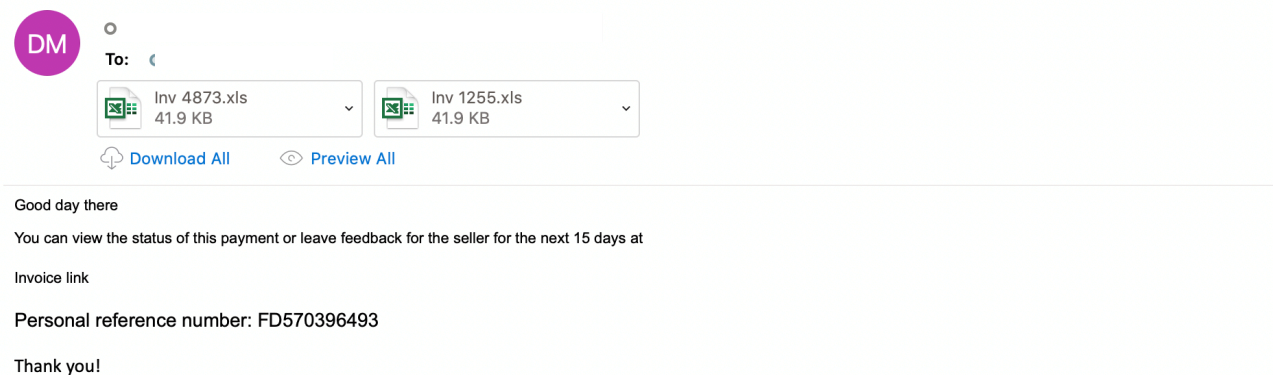 DM
To:
Inv 4873.xls
41.9 KB
Inv 1255.xls
41.9 KB
Download All
Preview All
Good day there
You can view the status of this payment or leave feedback for the seller for the next 15 days at
Invoice link
Personal reference number: FD570396493
Thank you!